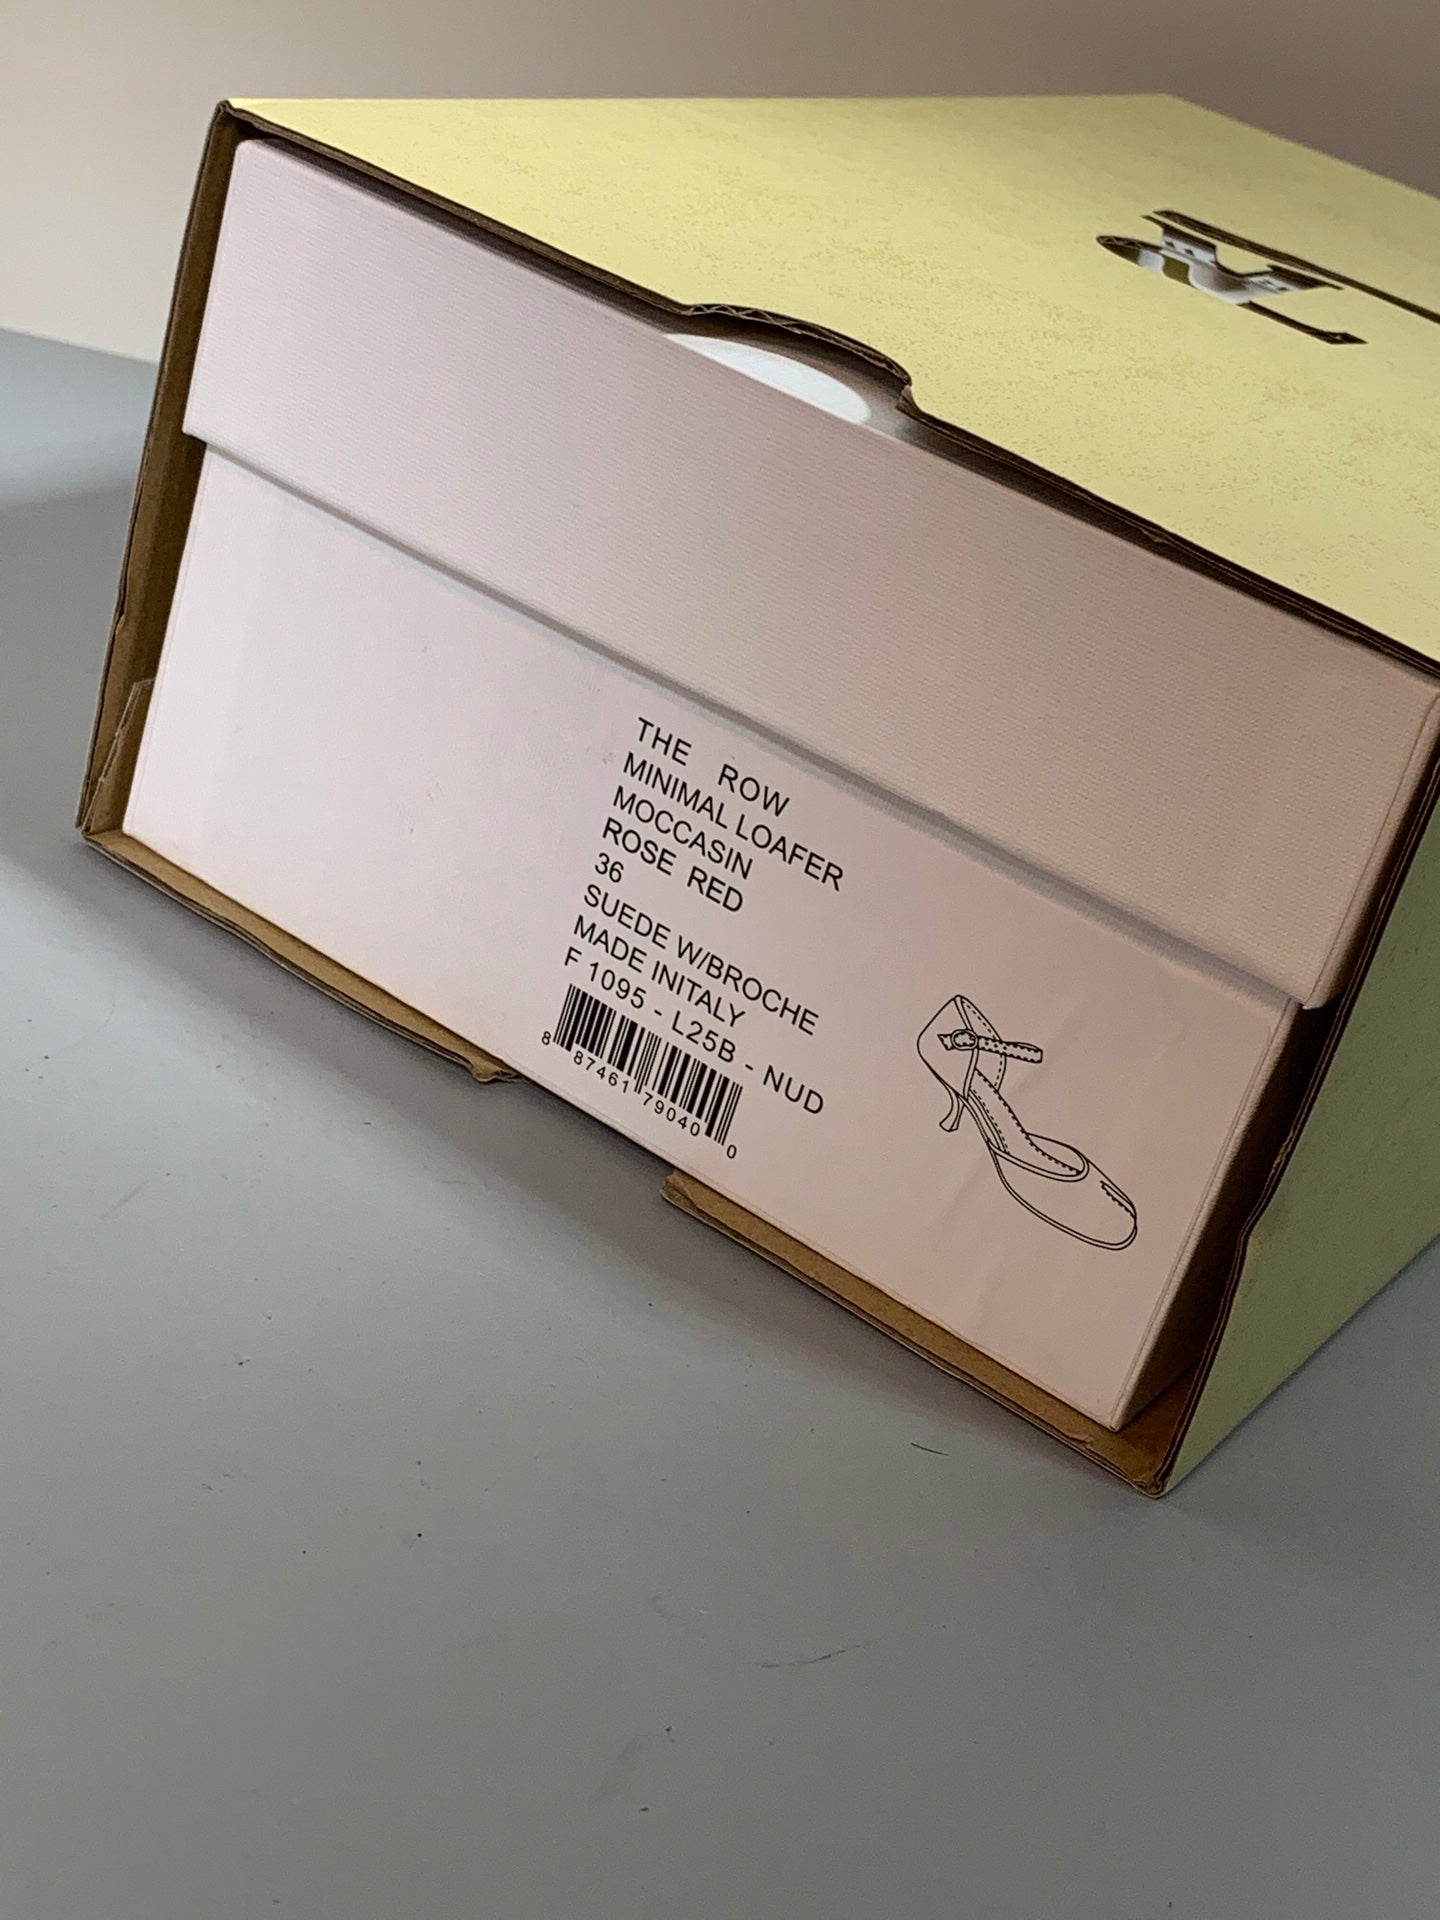 THE ROW
MINIMAL LOAFER
MOCCASIN
ROSE RED
36
SUEDE W/BROCHE
MADE INITALY
F 1095 - L25B - NUD
8 87461 79040 0